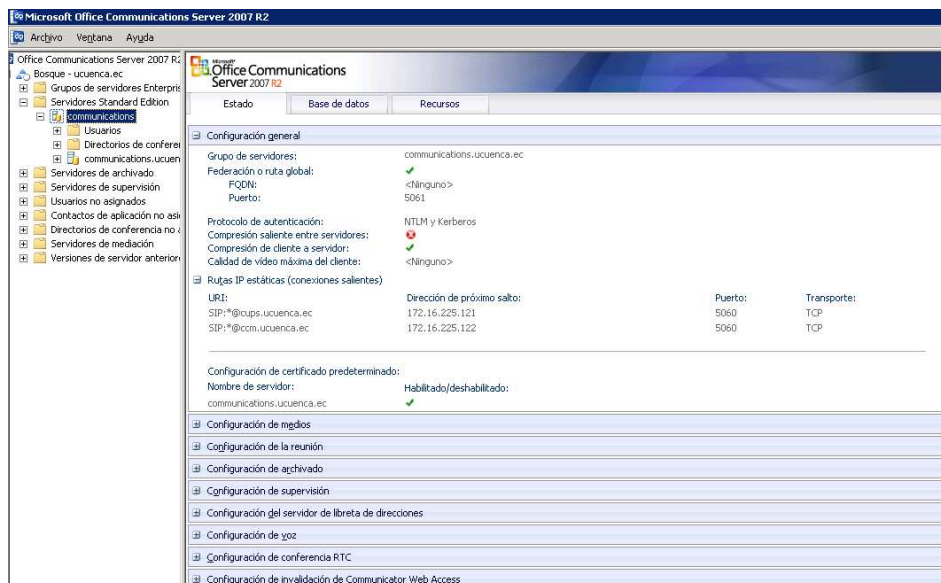 Microsoft Office Communications Server 2007 R2
Archivo Ventana Ayuda
Office Communications Server 2007 R2
Bosque - ucuenca.ec
Grupos de servidores Enterpris
Servidores Standard Edition
communications
Usuarios
Directorios de conferen
communications.ucuen
Servidores de archivado
Servidores de supervisión
Usuarios no asignados
Contactos de aplicación no asi
Directorios de conferencia no a
Servidores de mediación
Versiones de servidor anteriore
Microsoft
Office Communications
Server 2007 R2
Estado Base de datos Recursos
Configuración general
Grupo de servidores: communications.ucuenca.ec
Federación o ruta global:
FQDN: <Ninguno>
Puerto: 5061
Protocolo de autenticación: NTLM y Kerberos
Compresión saliente entre servidores:
Compresión de cliente a servidor:
Calidad de vídeo máxima del cliente: <Ninguno>
Rutas IP estáticas (conexiones salientes)
URI: Dirección de próximo salto: Puerto: Transporte:
SIP:*@cups.ucuenca.ec 172.16.225.121 5060 TCP
SIP:*@ccm.ucuenca.ec 172.16.225.122 5060 TCP
Configuración de certificado predeterminado:
Nombre de servidor: Habilitado/deshabilitado:
communications.ucuenca.ec
Configuración de medios
Configuración de la reunión
Configuración de archivado
Configuración de supervisión
Configuración del servidor de libreta de direcciones
Configuración de voz
Configuración de conferencia RTC
Configuración de invalidación de Communicator Web Access